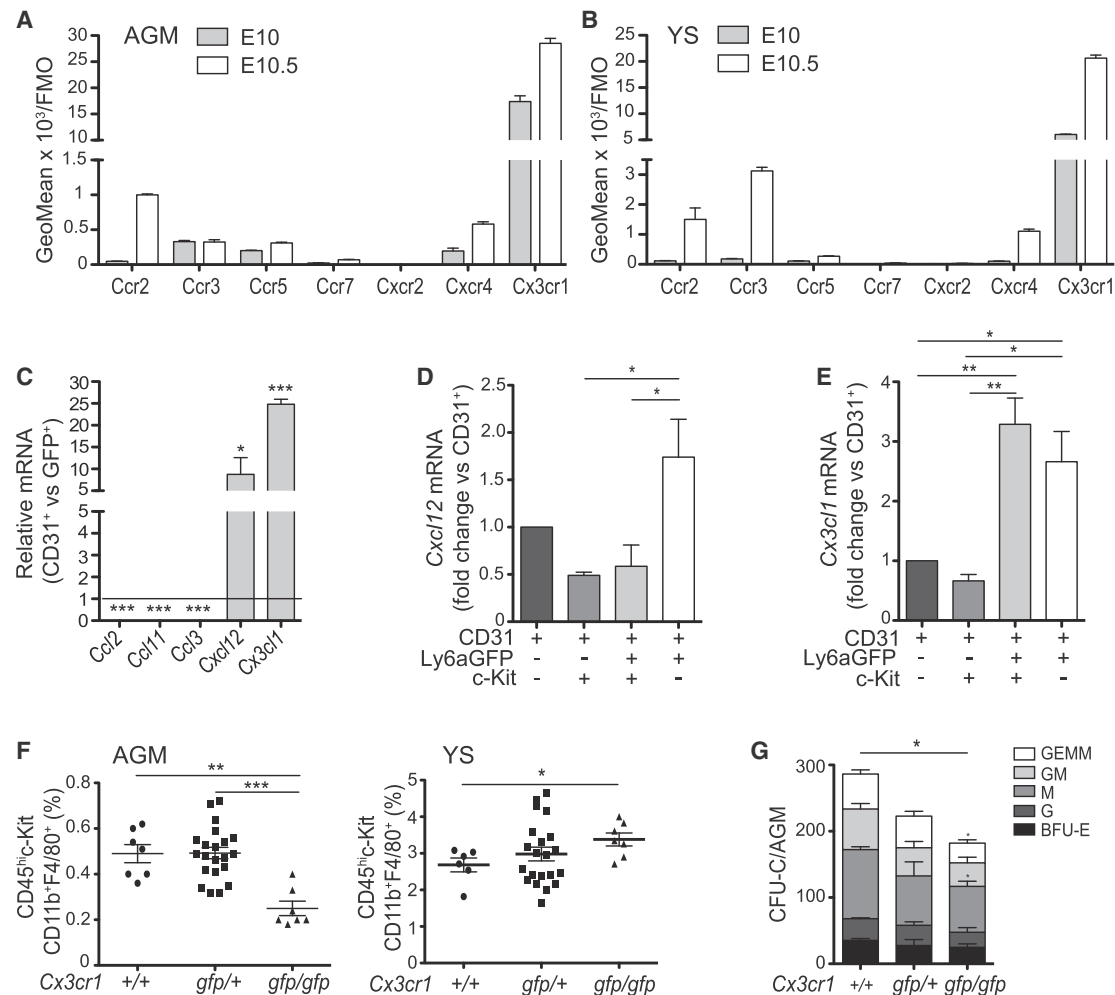 A
AGM
E10
E10.5
GeoMean x 10³/FMO
30
25
20
15
10
1.5
1
0.5
0
Ccr2 Ccr3 Ccr5 Ccr7 Cxcr2 Cxcr4 Cx3cr1
B
YS
E10
E10.5
GeoMean x 10³/FMO
25
20
15
10
5
3
2
1
0
Ccr2 Ccr3 Ccr5 Ccr7 Cxcr2 Cxcr4 Cx3cr1
C
Relative mRNA
(CD31⁺ vs GFP⁺)
30
25
20
15
10
5
5
4
3
2
1
0
*** *** *** * ***
Ccl2 Ccl11 Ccl3 Cxcl12 Cx3cl1
D
Cxcl12 mRNA
(fold change vs CD31⁺)
2.5
2.0
1.5
1.0
0.5
0
*
*
CD31 + + + +
Ly6aGFP - - + +
c-Kit - + + -
E
Cx3cl1 mRNA
(fold change vs CD31⁺)
4
3
2
1
0
*
*
**
**
CD31 + + + +
Ly6aGFP - - + +
c-Kit - + + -
F
AGM
CD45ʰⁱc-Kit
CD11b⁺F4/80⁺ (%)
0.8
0.6
0.4
0.2
0
**
***
Cx3cr1 +/+ gfp/+ gfp/gfp
YS
CD45ʰⁱc-Kit
CD11b⁺F4/80⁺ (%)
5
4
3
2
1
0
*
+/+ gfp/+ gfp/gfp
G
CFU-C/AGM
300
200
100
0
*
*
*
GEMM
GM
M
G
BFU-E
Cx3cr1 +/+ gfp/+ gfp/gfp